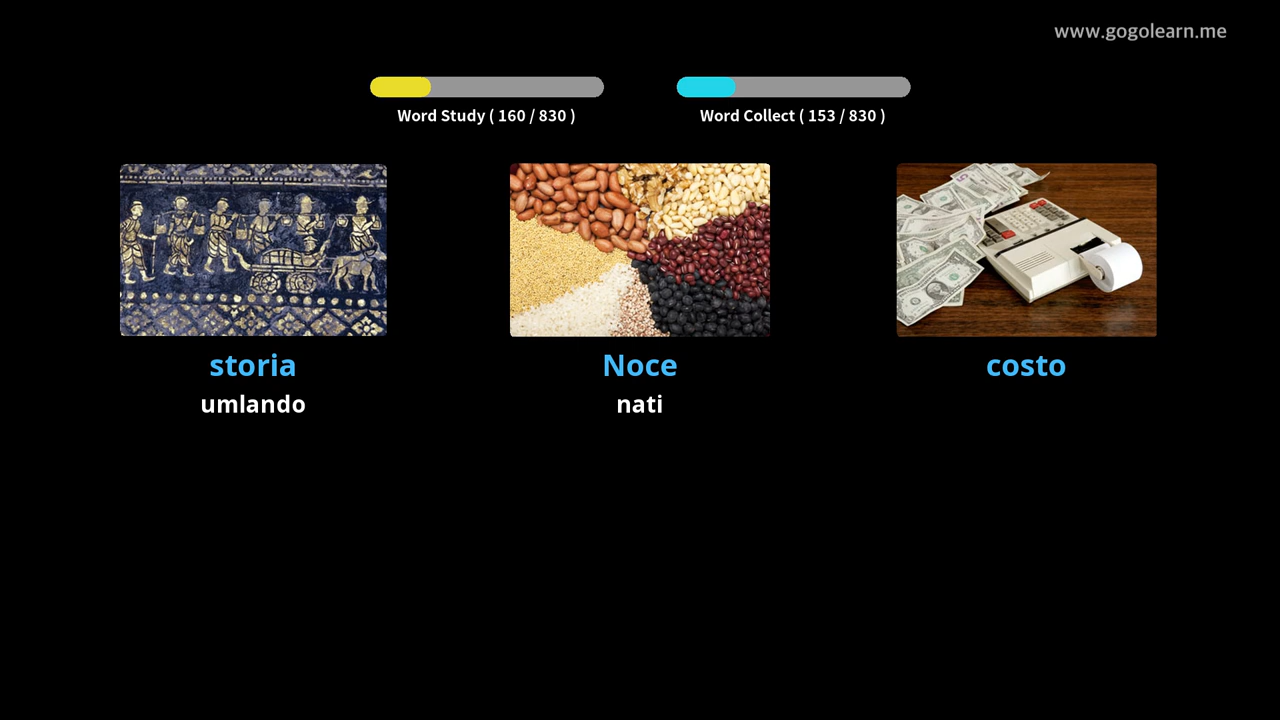 www.gogolearn.me
Word Study ( 160 / 830 )
Word Collect ( 153 / 830 )
storia
umlando
Noce
nati
costo